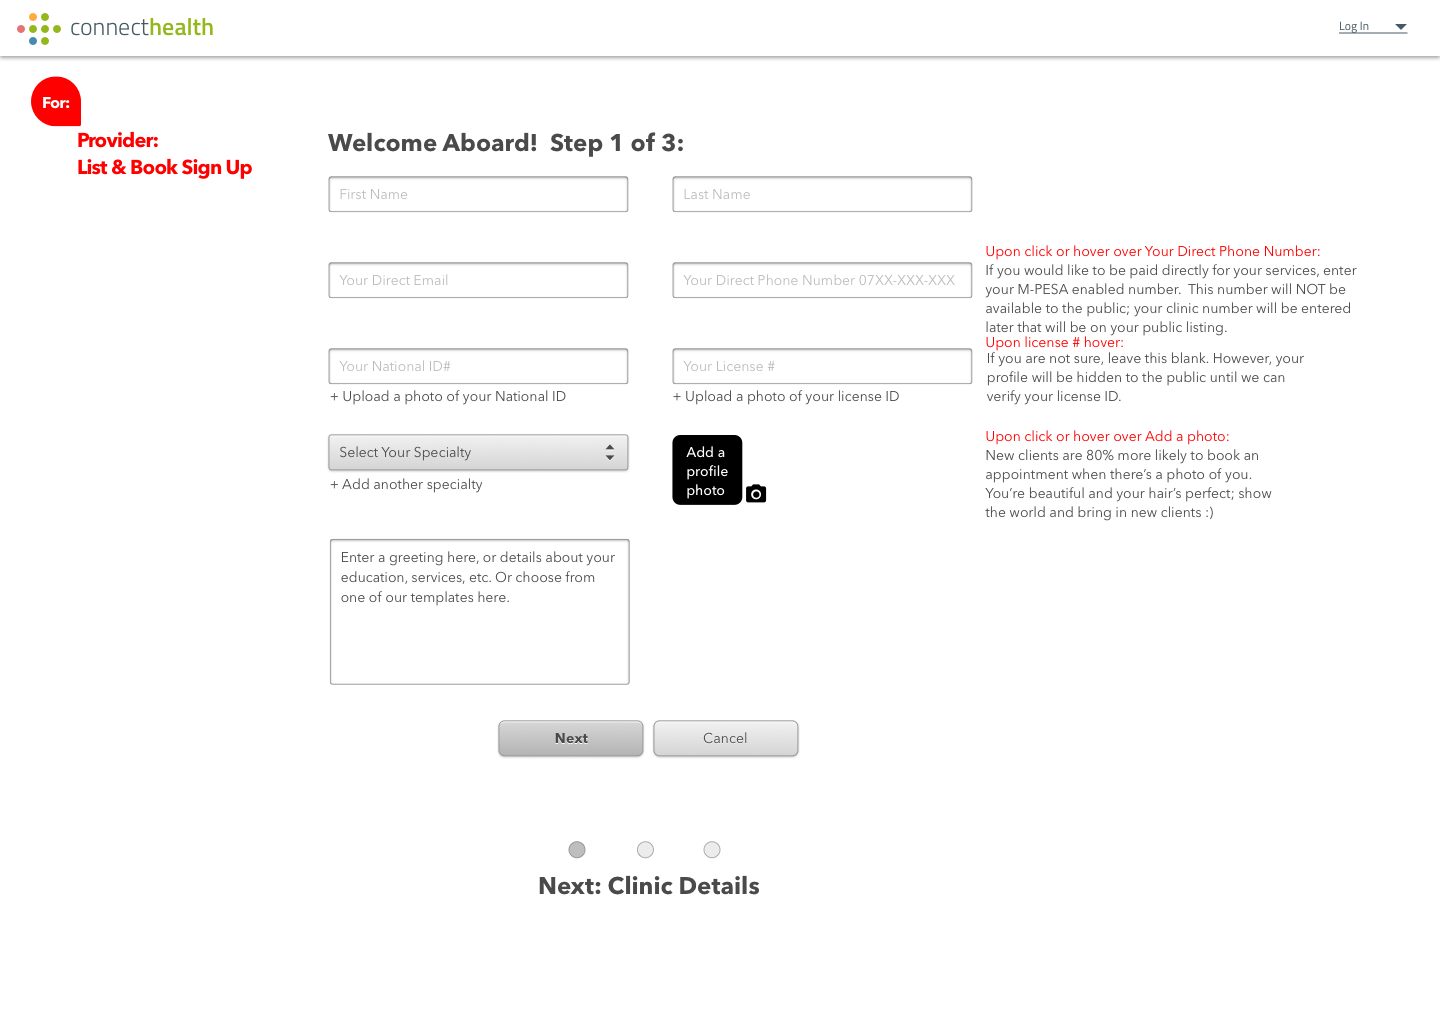 connecthealth
Log In
For:
Provider:
List & Book Sign Up
Welcome Aboard!  Step 1 of 3:
First Name
Last Name
Your Direct Email
Your Direct Phone Number 07XX-XXX-XXX
Upon click or hover over Your Direct Phone Number:
If you would like to be paid directly for your services, enter
your M-PESA enabled number.  This number will NOT be
available to the public; your clinic number will be entered
later that will be on your public listing.
Your National ID#
+ Upload a photo of your National ID
Your License #
+ Upload a photo of your license ID
Upon license # hover:
If you are not sure, leave this blank. However, your
profile will be hidden to the public until we can
verify your license ID.
Select Your Specialty
+ Add another specialty
Add a
profile
photo
Upon click or hover over Add a photo:
New clients are 80% more likely to book an
appointment when there’s a photo of you.
You’re beautiful and your hair’s perfect; show
the world and bring in new clients :)
Enter a greeting here, or details about your
education, services, etc. Or choose from
one of our templates here.
Next
Cancel
Next: Clinic Details